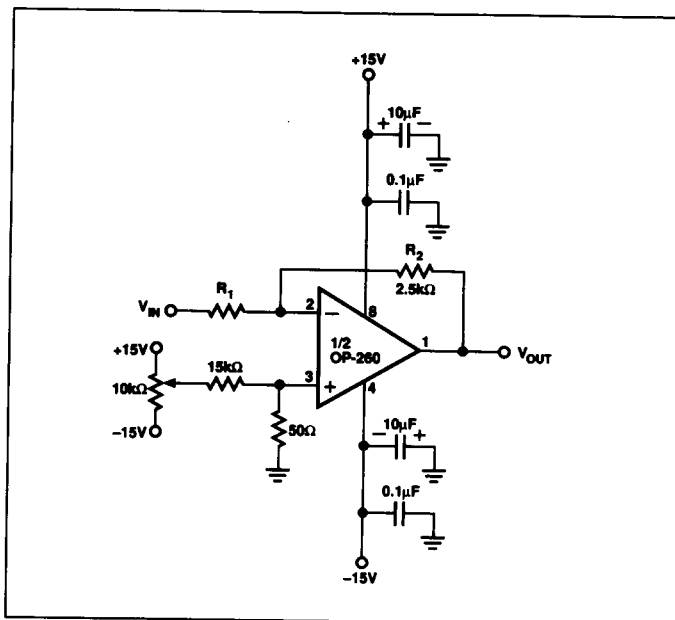 +15V
+ 10µF −
0.1µF
R2
2.5kΩ
R1
VIN
2
−
8
1/2
OP-260
1
VOUT
+15V
10kΩ
−15V
15kΩ
3
+
4
50Ω
− 10µF +
0.1µF
−15V